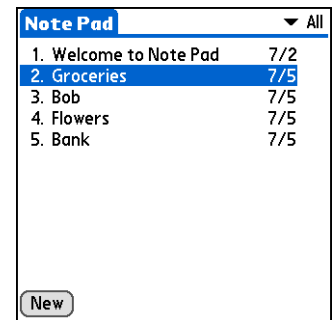 Note Pad All
1. Welcome to Note Pad 7/2
2. Groceries 7/5
3. Bob 7/5
4. Flowers 7/5
5. Bank 7/5
New